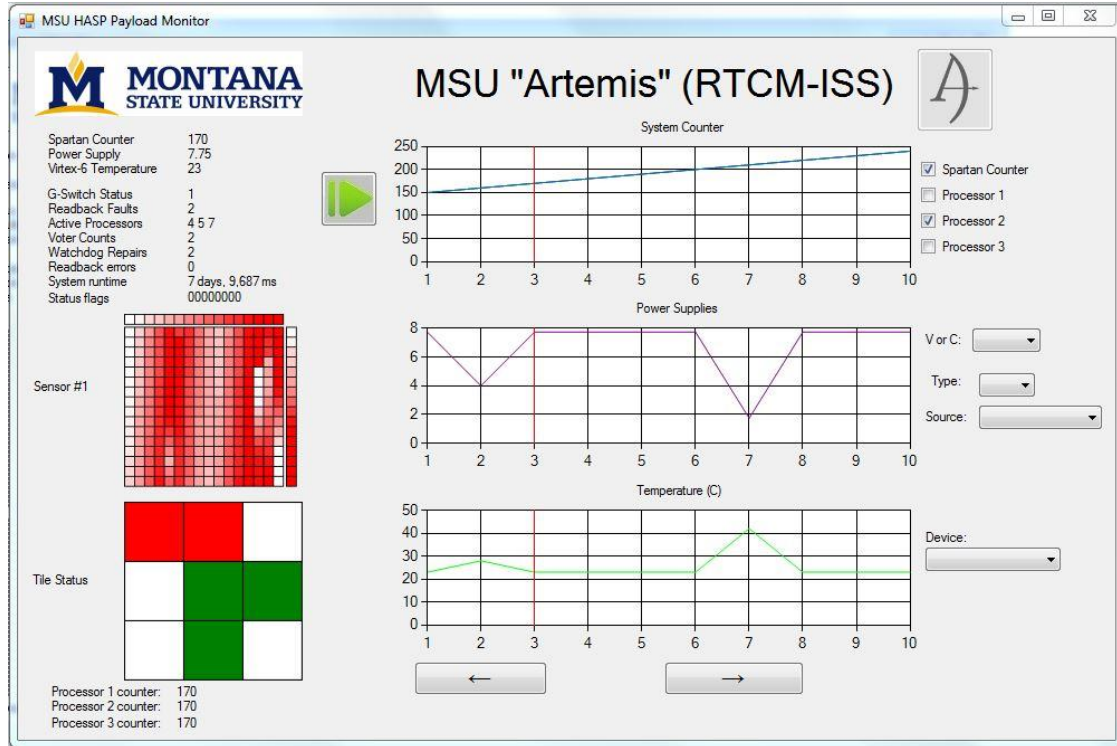 MSU HASP Payload Monitor
M MONTANA
STATE UNIVERSITY
MSU "Artemis" (RTCM-ISS)
Spartan Counter 170
Power Supply 7.75
Virtex-6 Temperature 23
G-Switch Status 1
Readback Faults 2
Active Processors 4 5 7
Voter Counts 2
Watchdog Repairs 2
Readback errors 0
System runtime 7 days, 9,687 ms
Status flags 00000000
Sensor #1
Tile Status
Processor 1 counter: 170
Processor 2 counter: 170
Processor 3 counter: 170
System Counter
250
200
150
100
50
0
1 2 3 4 5 6 7 8 9 10
Spartan Counter
Processor 1
Processor 2
Processor 3
Power Supplies
8
6
4
2
0
1 2 3 4 5 6 7 8 9 10
V or C:
Type:
Source:
Temperature (C)
50
40
30
20
10
0
1 2 3 4 5 6 7 8 9 10
Device:
← →